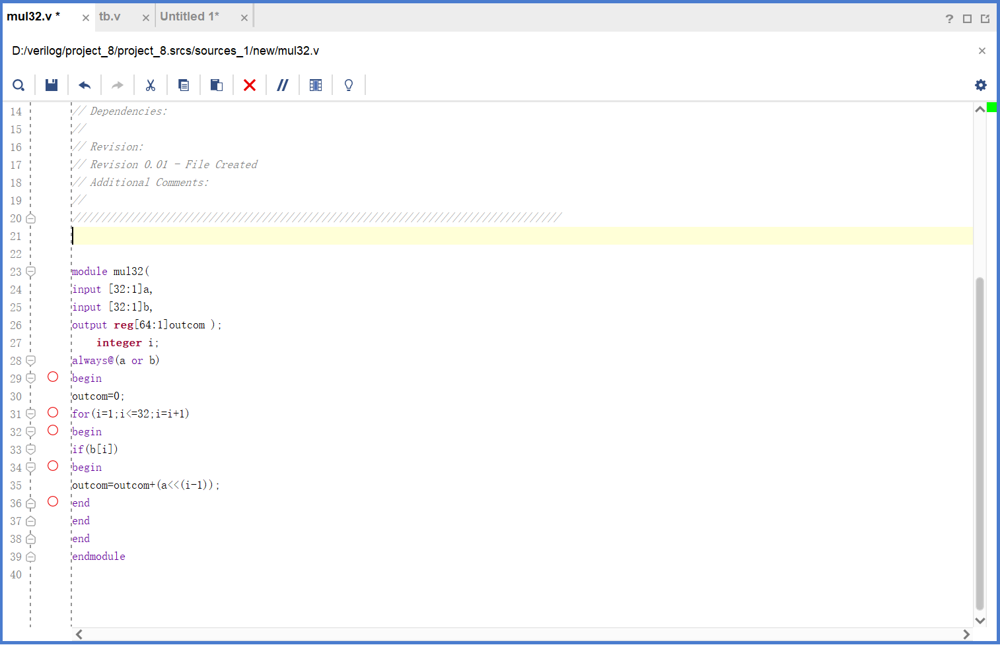 mul32.v *
tb.v
Untitled 1*
D:/verilog/project_8/project_8.srcs/sources_1/new/mul32.v
14 // Dependencies:
15 //
16 // Revision:
17 // Revision 0.01 - File Created
18 // Additional Comments:
19 //
20 //////////////////////////////////////////////////////////////////////////////////
21
22
23 module mul32(
24 input [32:1]a,
25 input [32:1]b,
26 output reg[64:1]outcom );
27     integer i;
28 always@(a or b)
29 begin
30 outcom=0;
31 for(i=1;i<=32;i=i+1)
32 begin
33 if(b[i])
34 begin
35 outcom=outcom+(a<<(i-1));
36 end
37 end
38 end
39 endmodule
40